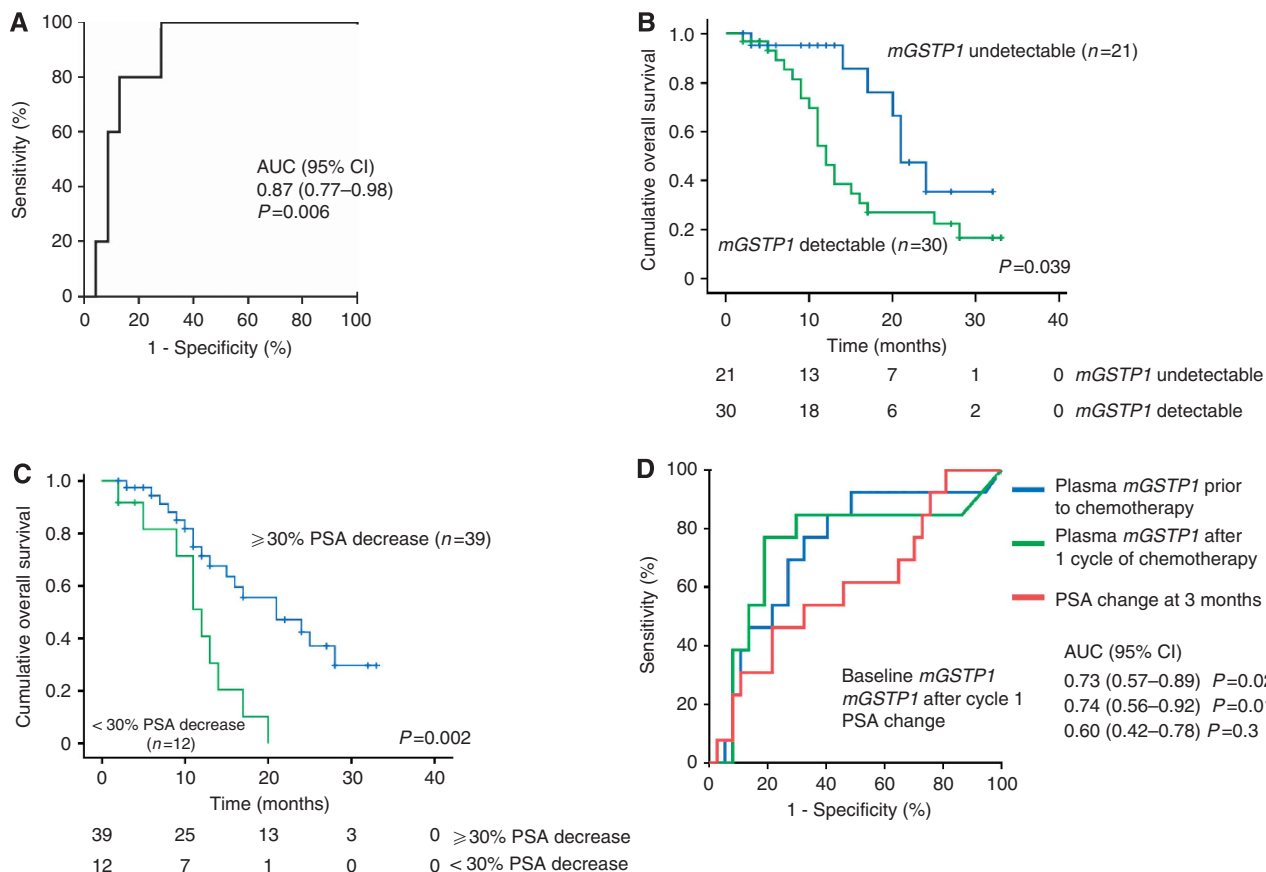 A
100
80
60
40
20
0
Sensitivity (%)
AUC (95% CI)
0.87 (0.77–0.98)
P=0.006
0 20 40 60 80 100
1 - Specificity (%)
B
1.0
0.8
0.6
0.4
0.2
0
Cumulative overall survival
mGSTP1 undetectable (n=21)
mGSTP1 detectable (n=30)
P=0.039
0 10 20 30 40
Time (months)
21 13 7 1 0 mGSTP1 undetectable
30 18 6 2 0 mGSTP1 detectable
C
1.0
0.8
0.6
0.4
0.2
0
Cumulative overall survival
⩾30% PSA decrease (n=39)
<30% PSA decrease
(n=12)
P=0.002
0 10 20 30 40
Time (months)
39 25 13 3 0 ⩾30% PSA decrease
12 7 1 0 0 <30% PSA decrease
D
100
80
60
40
20
0
Sensitivity (%)
0 20 40 60 80 100
1 - Specificity (%)
Plasma mGSTP1 prior
to chemotherapy
Plasma mGSTP1 after
1 cycle of chemotherapy
PSA change at 3 months
AUC (95% CI)
Baseline mGSTP1 0.73 (0.57–0.89)
mGSTP1 after cycle 1 0.74 (0.56–0.92)
PSA change 0.60 (0.42–0.78) P=0.3